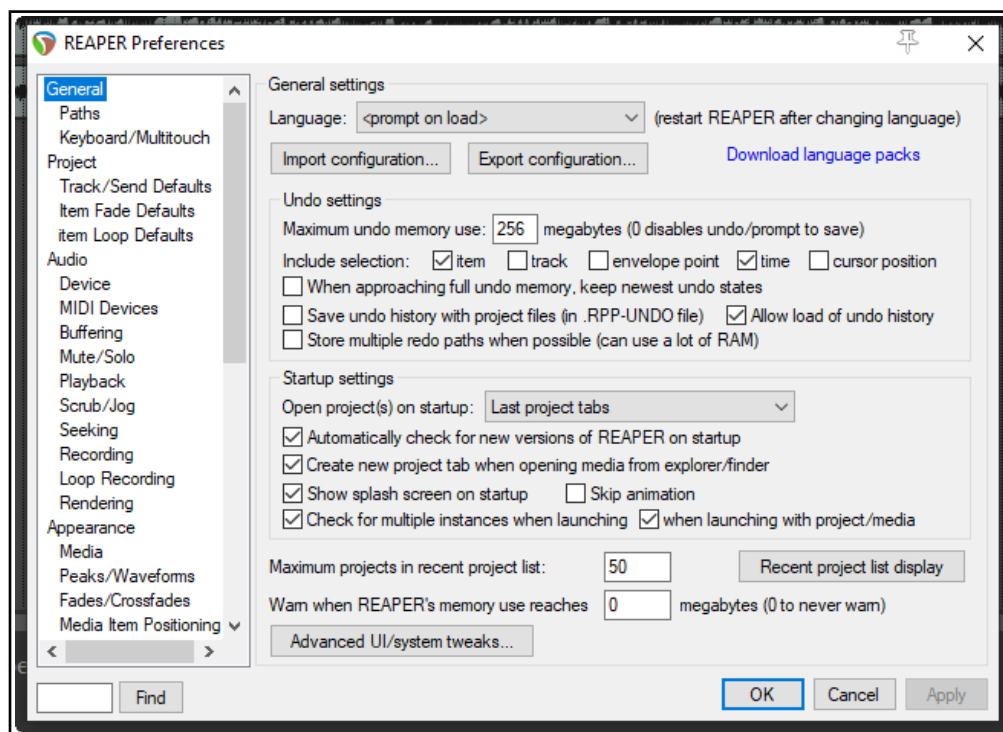 REAPER Preferences
General
Paths
Keyboard/Multitouch
Project
Track/Send Defaults
Item Fade Defaults
item Loop Defaults
Audio
Device
MIDI Devices
Buffering
Mute/Solo
Playback
Scrub/Jog
Seeking
Recording
Loop Recording
Rendering
Appearance
Media
Peaks/Waveforms
Fades/Crossfades
Media Item Positioning
Find
General settings
Language: <prompt on load> (restart REAPER after changing language)
Import configuration... Export configuration... Download language packs
Undo settings
Maximum undo memory use: 256 megabytes (0 disables undo/prompt to save)
Include selection: item track envelope point time cursor position
When approaching full undo memory, keep newest undo states
Save undo history with project files (in .RPP-UNDO file) Allow load of undo history
Store multiple redo paths when possible (can use a lot of RAM)
Startup settings
Open project(s) on startup: Last project tabs
Automatically check for new versions of REAPER on startup
Create new project tab when opening media from explorer/finder
Show splash screen on startup Skip animation
Check for multiple instances when launching when launching with project/media
Maximum projects in recent project list: 50 Recent project list display
Warn when REAPER's memory use reaches 0 megabytes (0 to never warn)
Advanced UI/system tweaks...
OK Cancel Apply